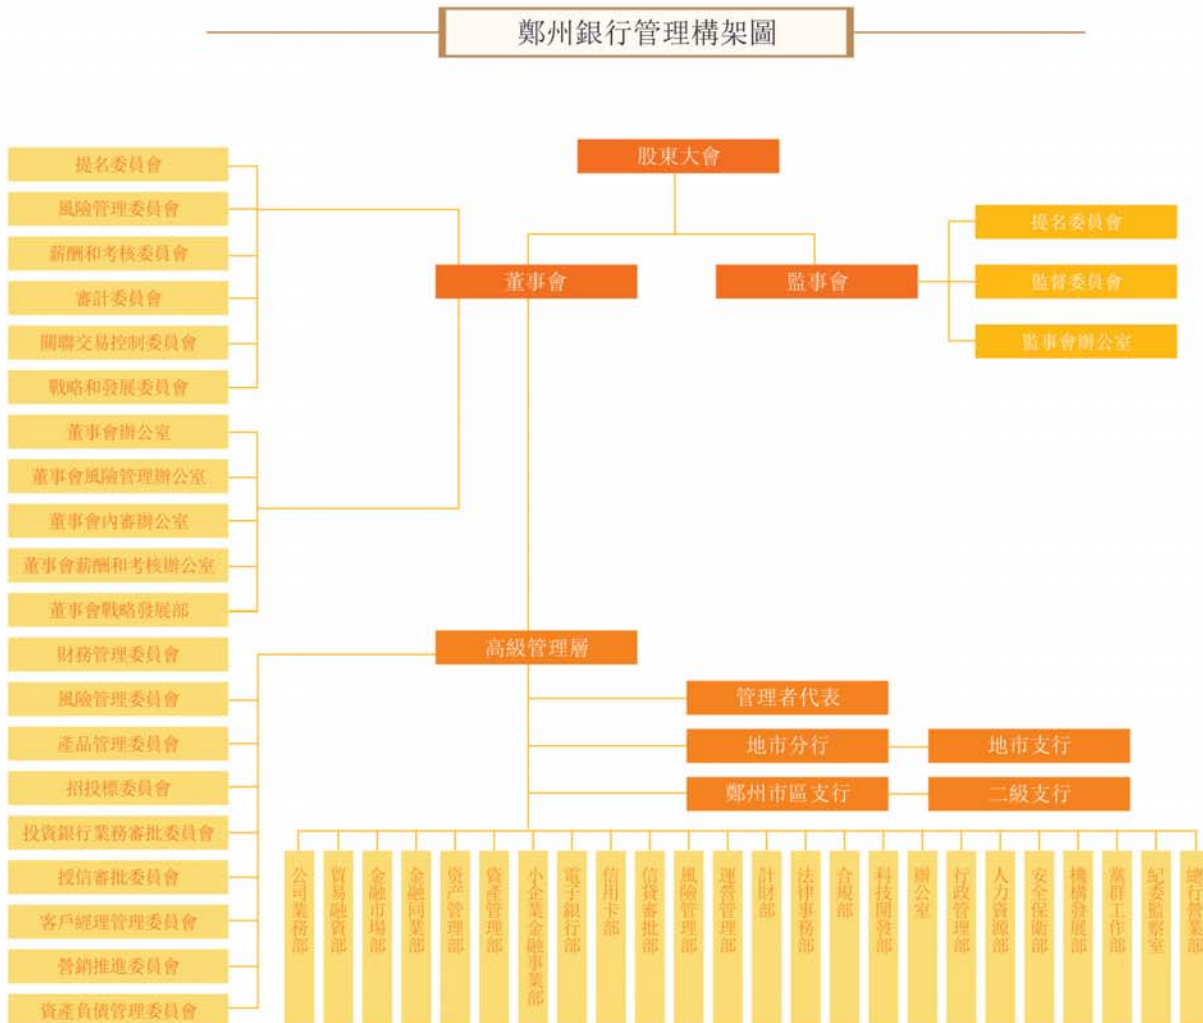 鄭州銀行管理構架圖
股東大會
董事會
監事會
提名委員會
監督委員會
監事會辦公室
提名委員會
風險管理委員會
薪酬和考核委員會
審計委員會
關聯交易控制委員會
戰略和發展委員會
董事會辦公室
董事會風險管理辦公室
董事會內審辦公室
董事會薪酬和考核辦公室
董事會戰略發展部
高級管理層
財務管理委員會
風險管理委員會
產品管理委員會
招投標委員會
投資銀行業務審批委員會
授信審批委員會
客戶經理管理委員會
營銷推進委員會
資產負債管理委員會
管理者代表
地市分行
地市支行
鄭州市區支行
二級支行
公司業務部
貿易融資部
金融市場部
金融同業部
资产管理部
資產管理部
小企業金融事業部
電子銀行部
信用卡部
信貸審批部
風險管理部
運營管理部
計財部
法律事務部
合規部
科技開發部
辦公室
行政管理部
人力資源部
安全保衛部
機構發展部
黨群工作部
紀委監察室
總行營業部